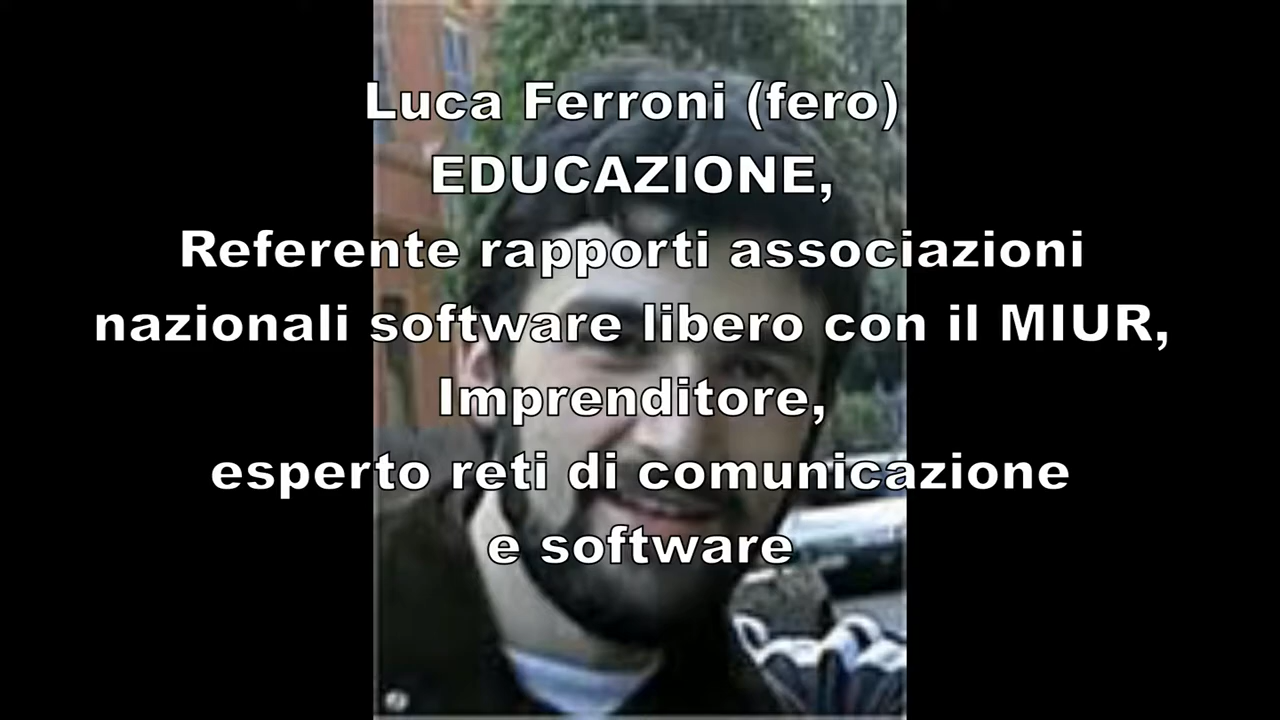 Luca Ferroni (fero)
EDUCAZIONE,
Referente rapporti associazioni
nazionali software libero con il MIUR,
Imprenditore,
esperto reti di comunicazione
e software